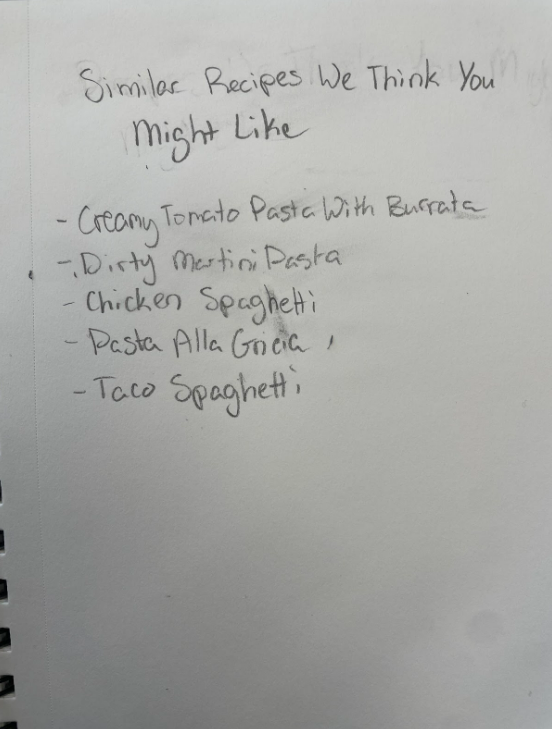 Similar Recipes We Think You
Might Like
- Creamy Tomato Pasta With Burrata
- Dirty Martini Pasta
- Chicken Spaghetti
- Pasta Alla Gricia
- Taco Spaghetti